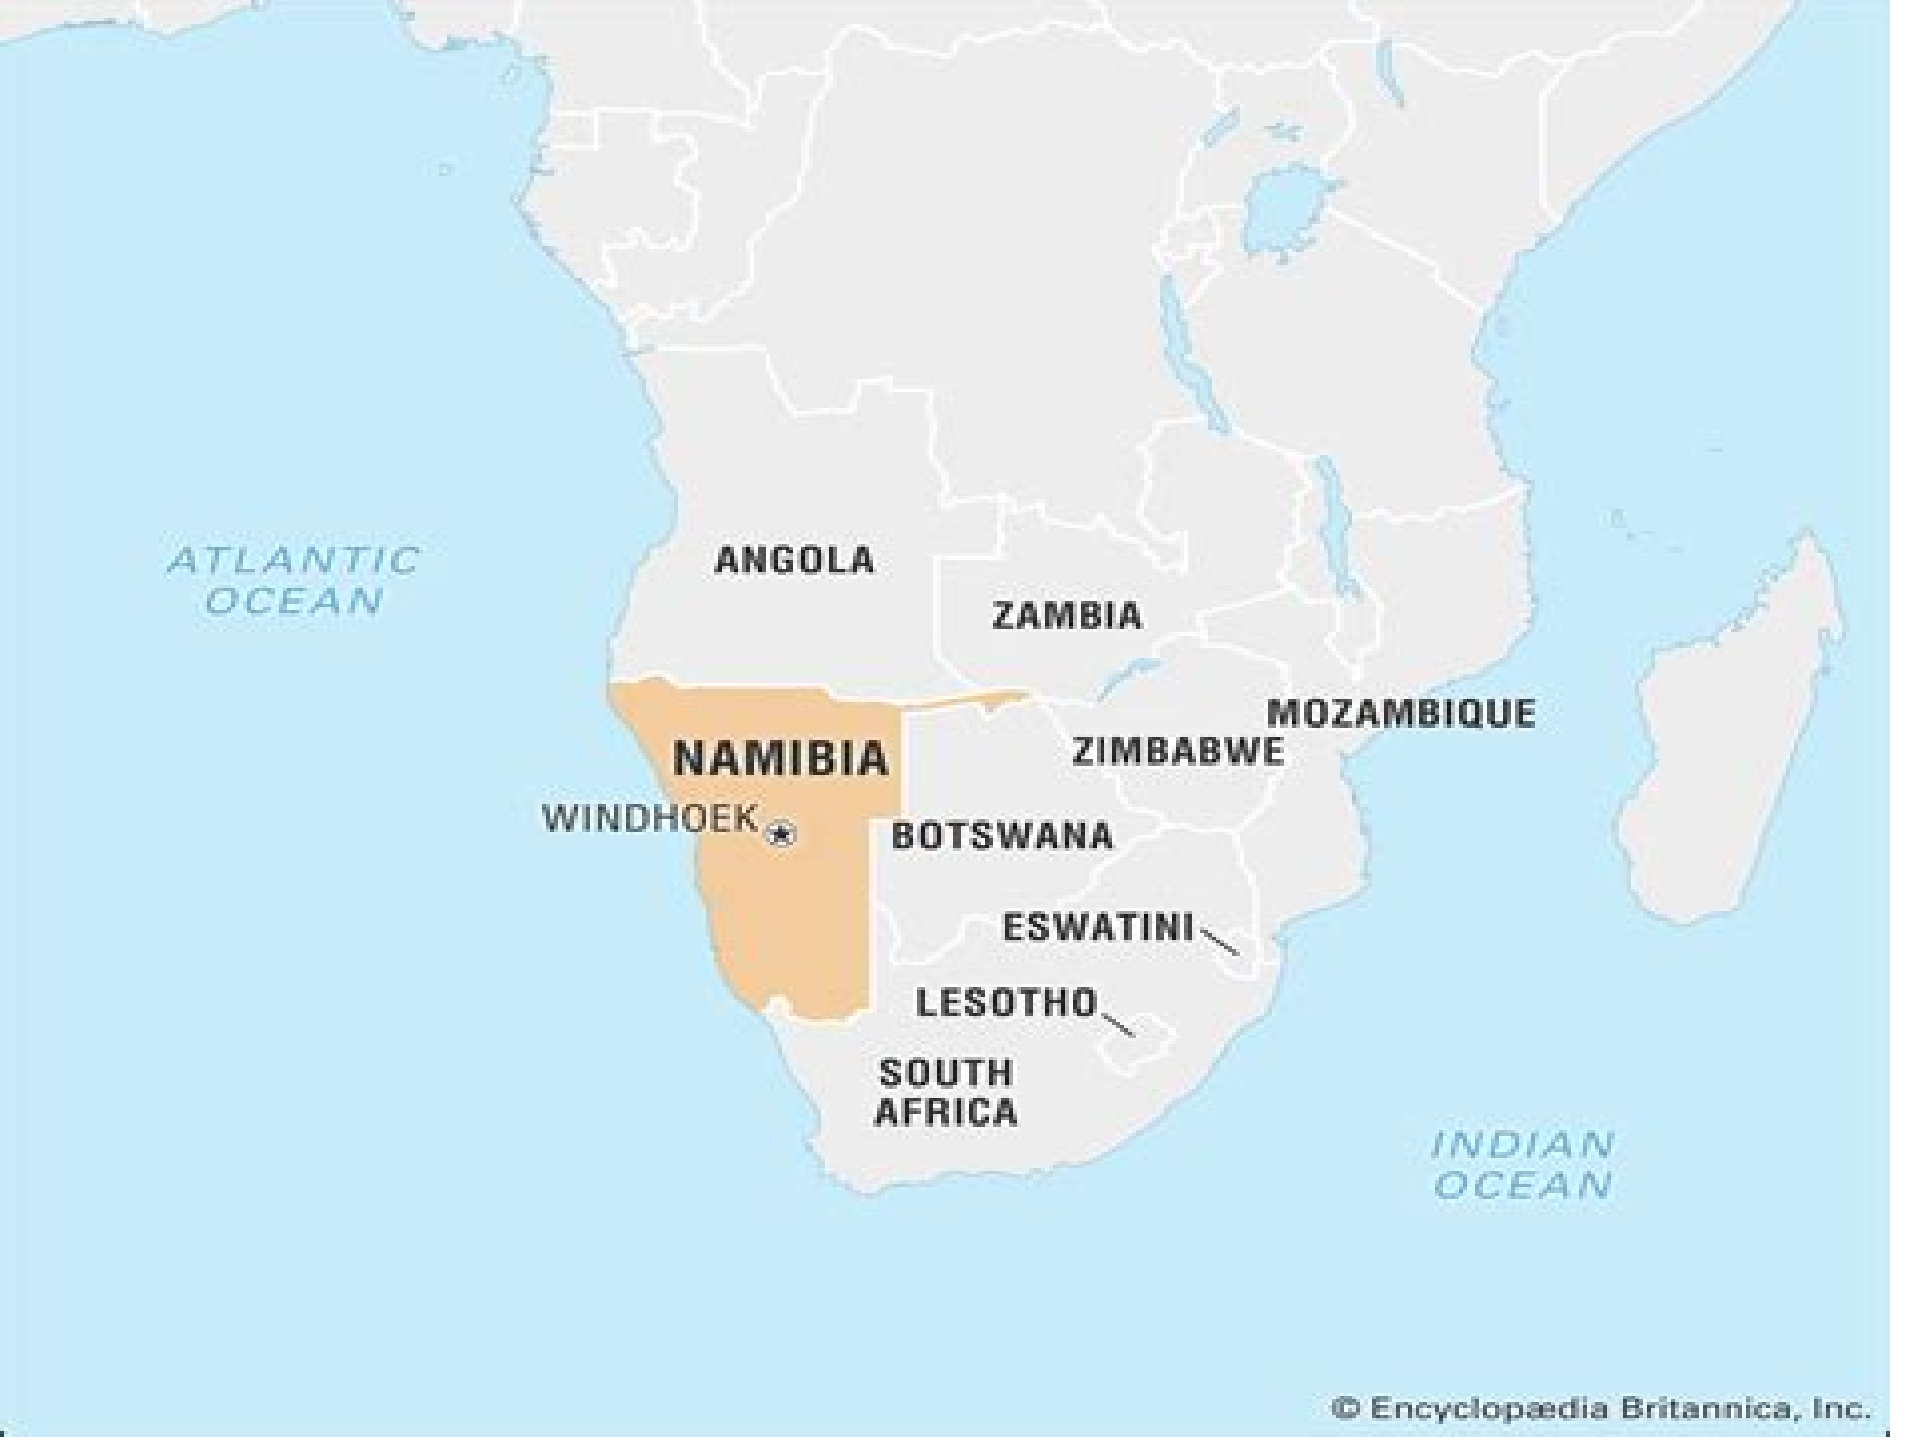 ATLANTIC
OCEAN
ANGOLA
ZAMBIA
MOZAMBIQUE
NAMIBIA
ZIMBABWE
WINDHOEK
BOTSWANA
ESWATINI
LESOTHO
SOUTH
AFRICA
INDIAN
OCEAN
© Encyclopædia Britannica, Inc.